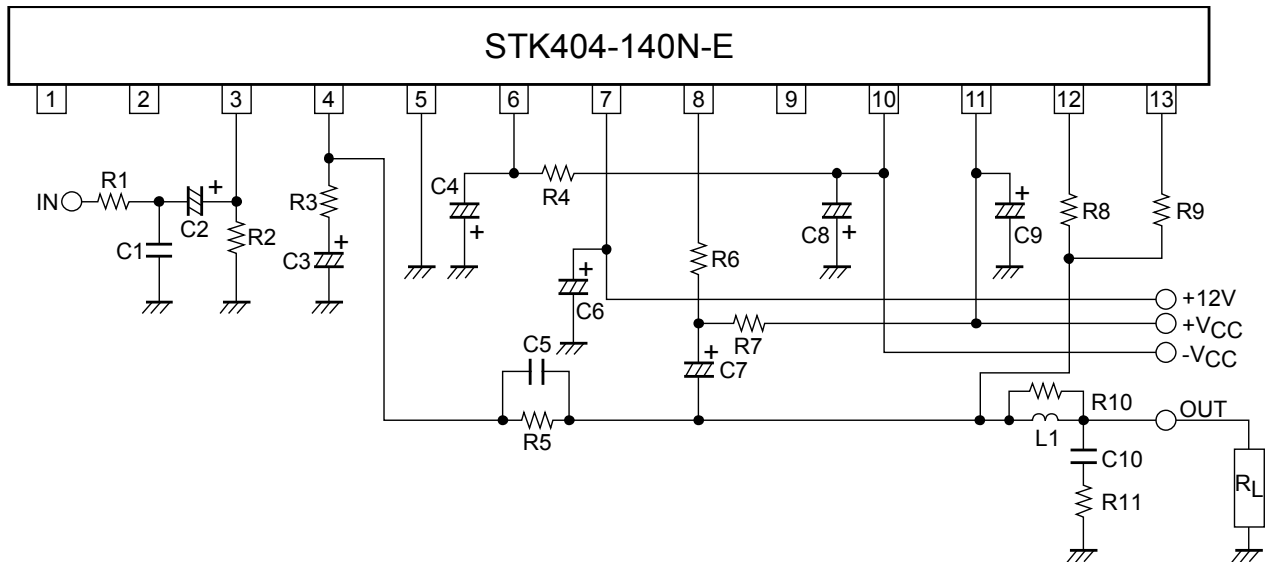 STK404-140N-E
1 2 3 4 5 6 7 8 9 10 11 12 13
IN
R1
C1
C2
+
R2
R3
C3
+
C4
+
R4
C6
+
R6
C8
+
C9
+
R8
R9
+12V
+VCC
-VCC
R7
C7
+
C5
R5
R10
L1
OUT
C10
R11
RL